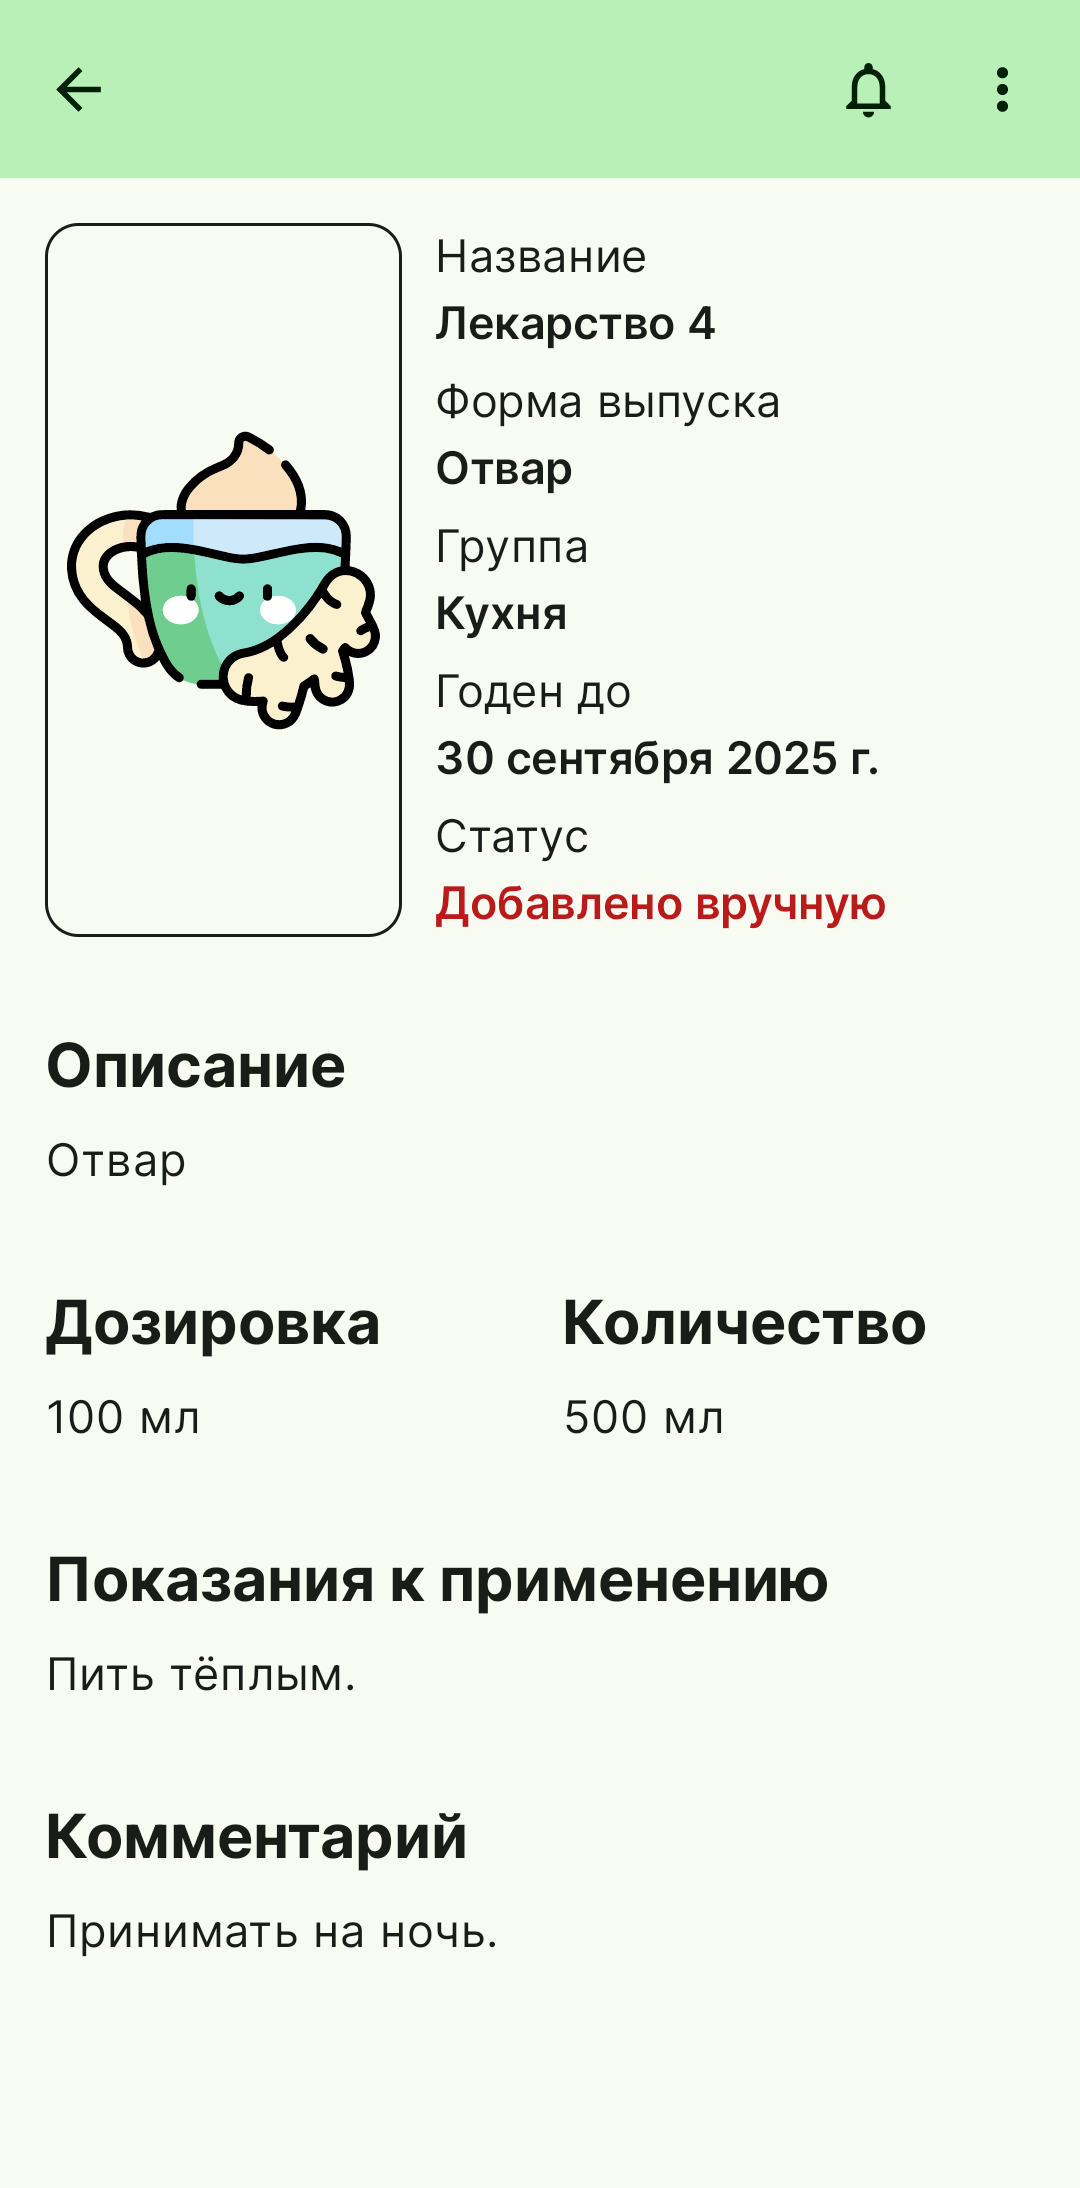 Название
Лекарство 4
Форма выпуска
Отвар
Группа
Кухня
Годен до
30 сентября 2025 г.
Статус
Добавлено вручную
Описание
Отвар
Дозировка
100 мл
Количество
500 мл
Показания к применению
Пить тёплым.
Комментарий
Принимать на ночь.